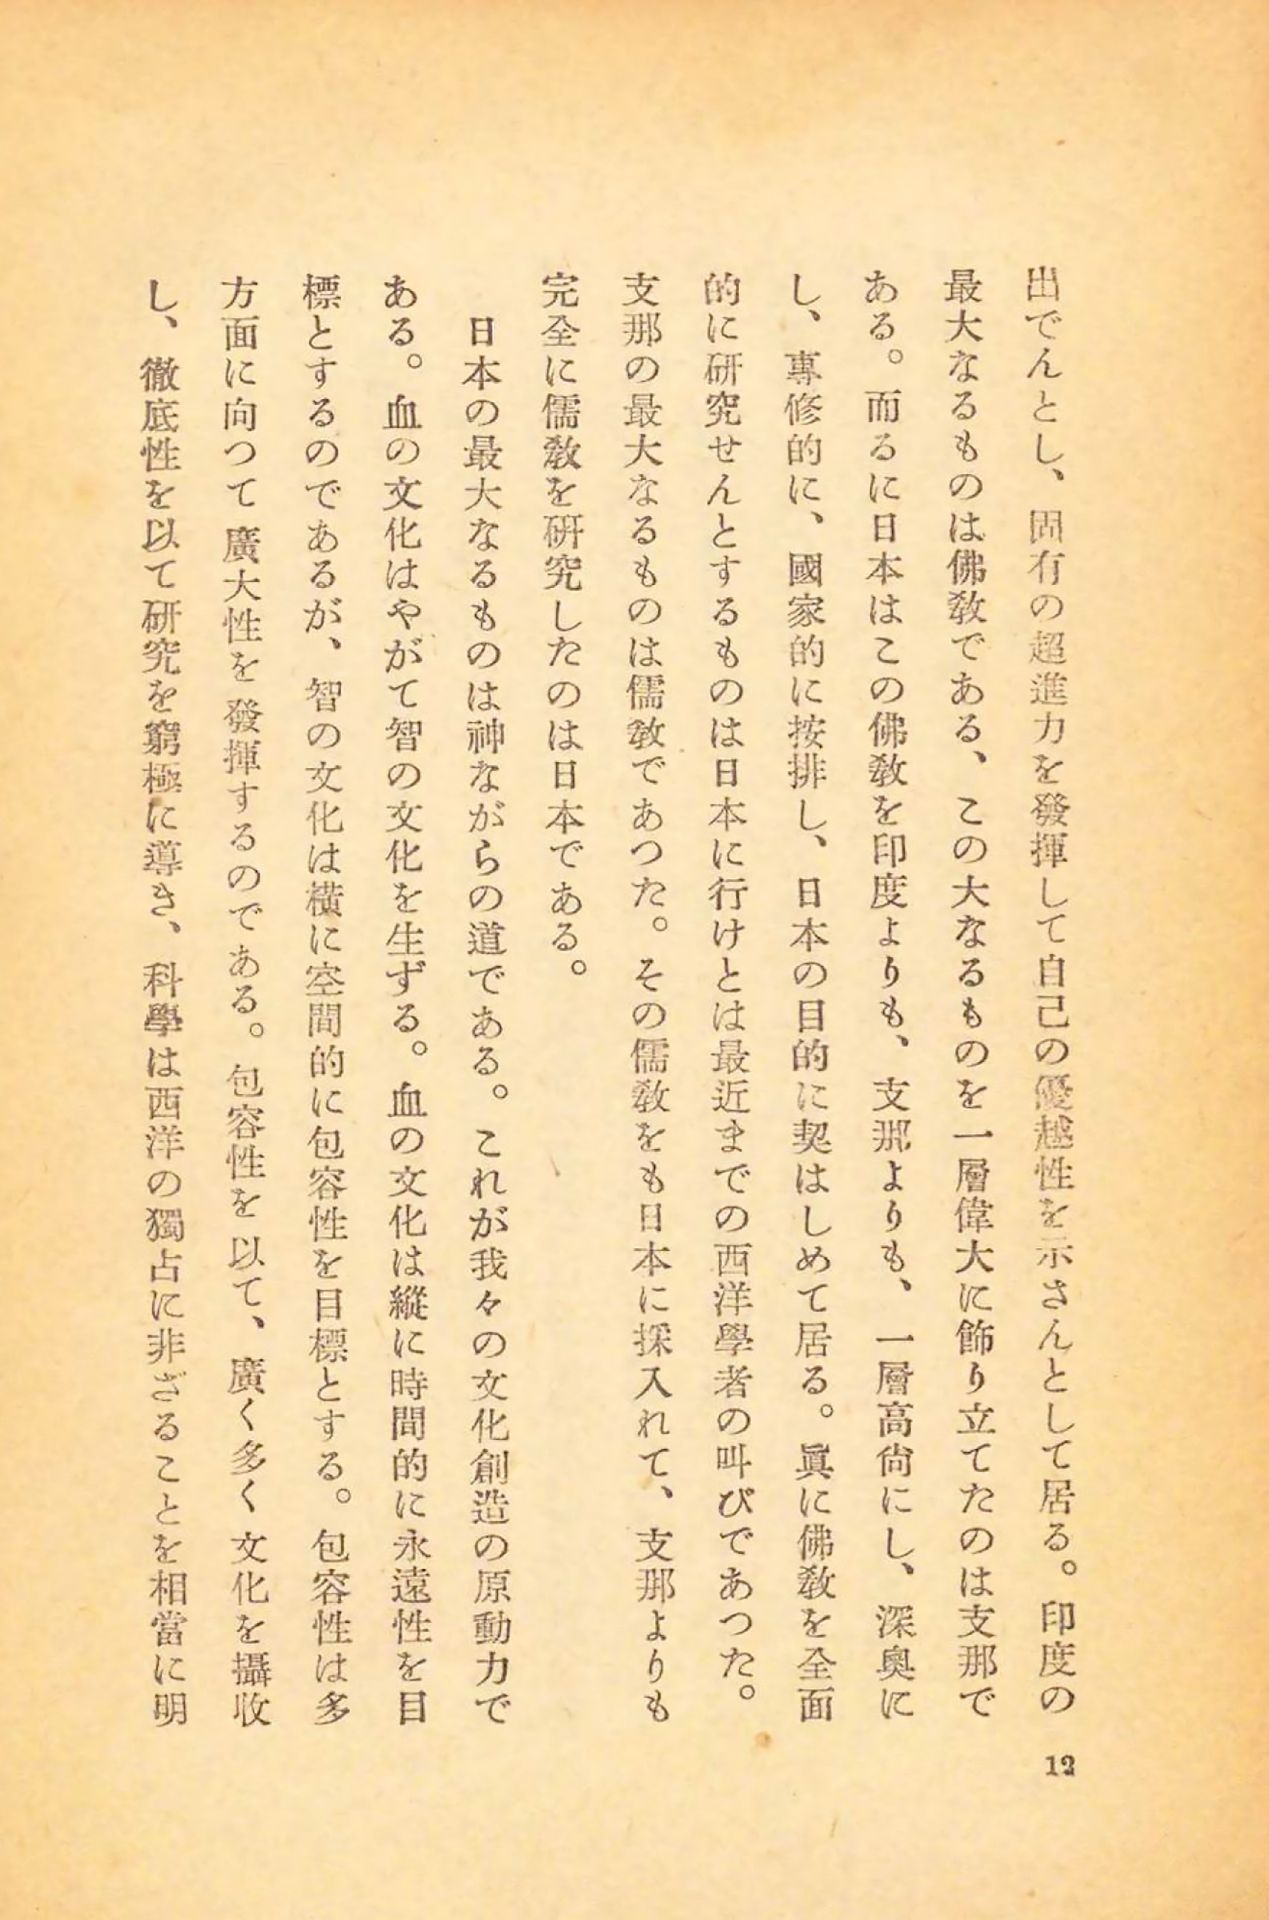 出でんとし、固有の超進力を發揮して自己の優越性を示さんとして居る。印度の
最大なるものは佛教である、この大なるものを一層偉大に飾り立てたのは支那で
ある。而るに日本はこの佛教を印度よりも、支那よりも、一層高尙にし、深奥に
し、專修的に、國家的に按排し、日本の目的に契はしめて居る。眞に佛教を全面
的に研究せんとするものは日本に行けとは最近までの西洋學者の叫びであつた。
支那の最大なるものは儒敎であつた。その儒敎をも日本に採入れて、支那よりも
完全に儒敎を硏究したのは日本である。
日本の最大なるものは神ながらの道である。これが我々の文化創造の原動力で
ある。血の文化はやがて智の文化を生ずる。血の文化は縱に時間的に永遠性を目
標とするのであるが、智の文化は橫に空間的に包容性を目標とする。包容性は多
方面に向つて廣大性を發揮するのである。包容性を以て、廣く多く文化を攝收
し、徹底性を以て研究を窮極に導き、科學は西洋の獨占に非ざることを相當に明
12